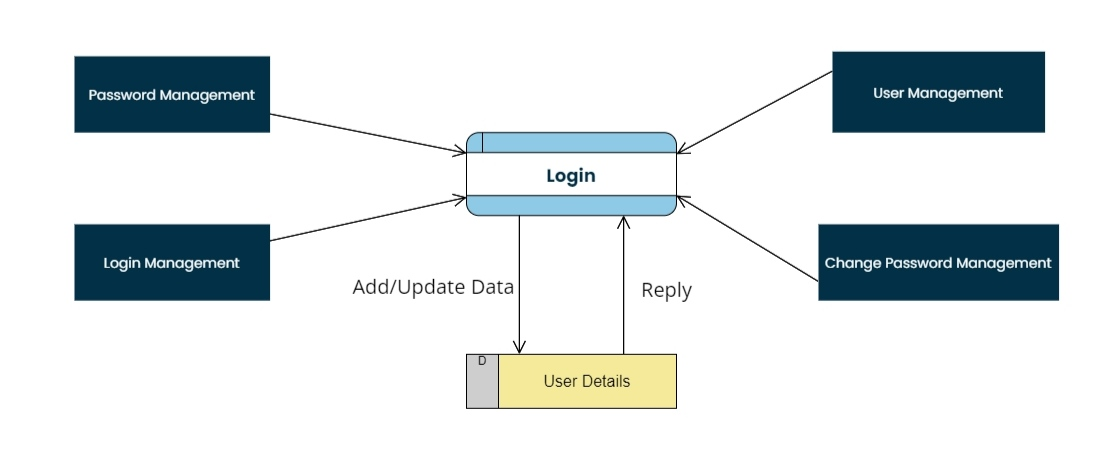 Password Management
User Management
Login
Login Management
Change Password Management
Add/Update Data
Reply
D
User Details